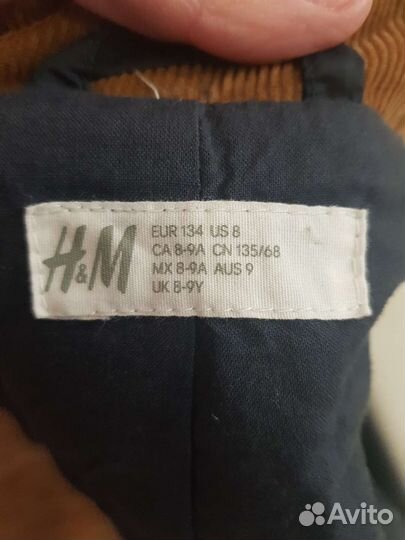 H&M
EUR 134 US 8
CA 8-9A CN 135/68
MX 8-9A AUS 9
UK 8-9Y
Avito